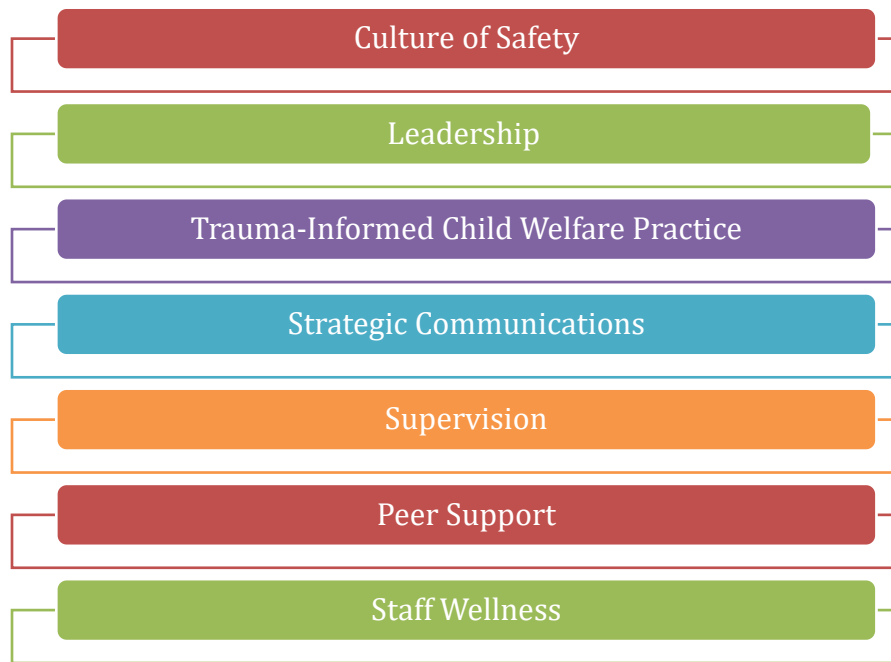 Culture of Safety
Leadership
Trauma-Informed Child Welfare Practice
Strategic Communications
Supervision
Peer Support
Staff Wellness